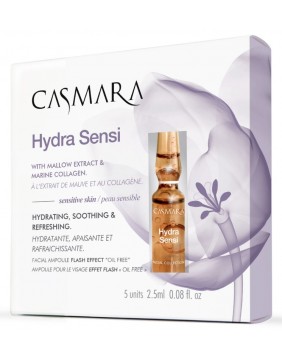 CASMARA
Hydra Sensi
WITH MALLOW EXTRACT &
MARINE COLLAGEN.
À L'EXTRAIT DE MAUVE ET AU COLLAGÈNE.
sensitive skin / peau sensible
HYDRATING, SOOTHING &
REFRESHING.
HYDRATANTE, APAISANTE ET
RAFRAICHISSANTE.
FACIAL AMPOULE FLASH EFFECT "OIL FREE"
AMPOULE POUR LE VISAGE EFFET FLASH « OIL FREE »
Hydra
Sensi
5 units 2.5ml 0.08 fl. oz